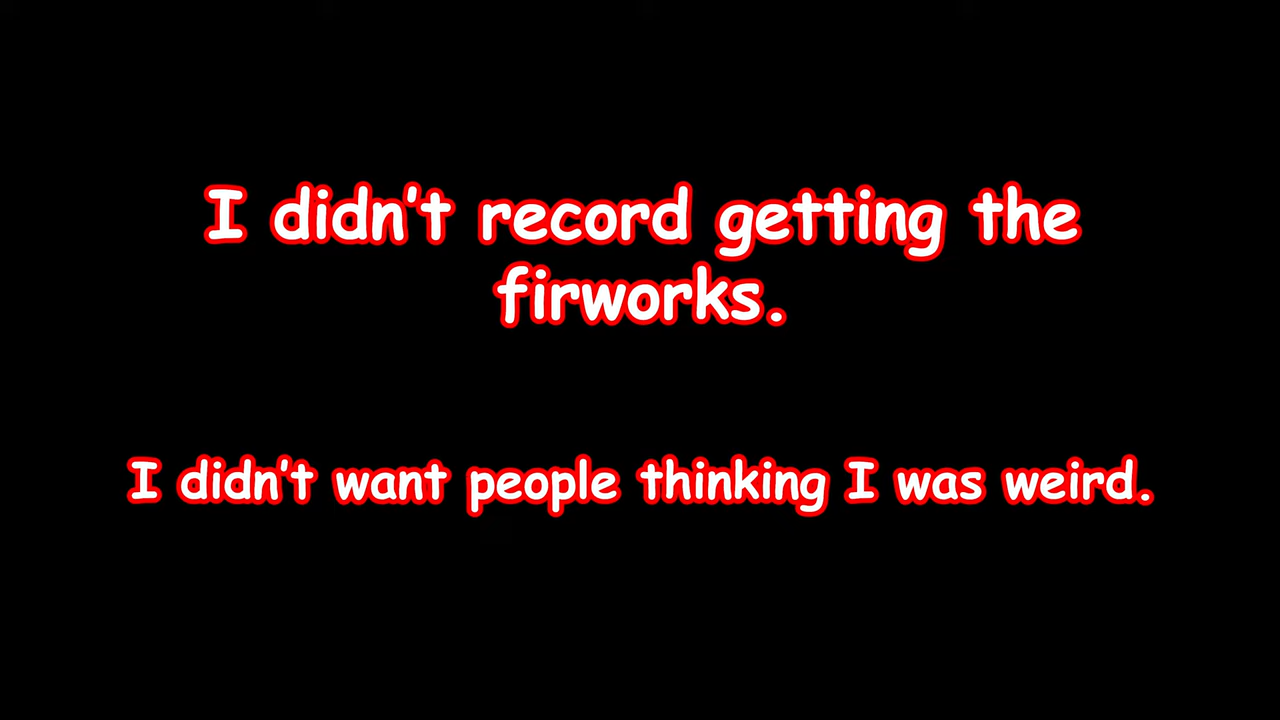 I didn't record getting the
firworks.
I didn't want people thinking I was weird.